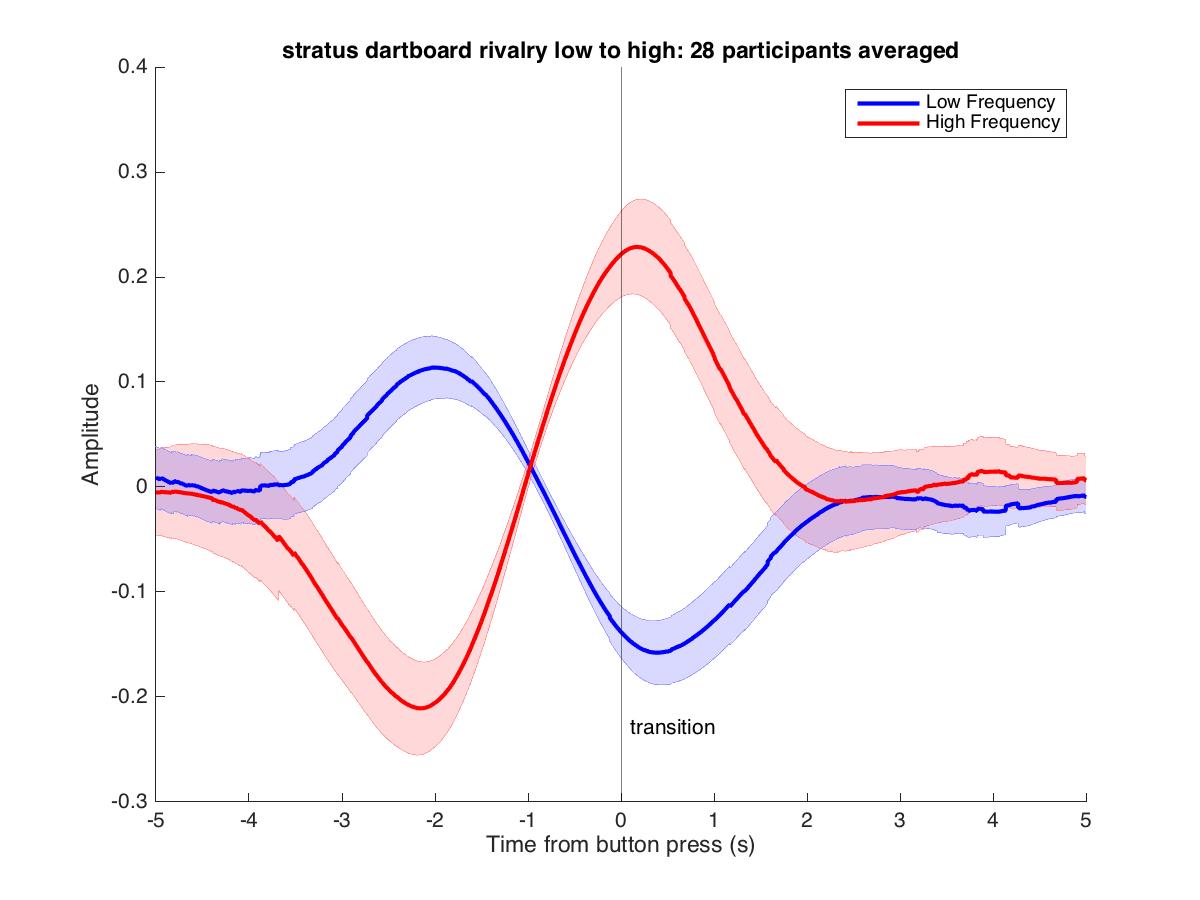 stratus dartboard rivalry low to high: 28 participants averaged
0.4
Low Frequency
High Frequency
0.3
0.2
0.1
0
-0.1
-0.2
-0.3
Amplitude
transition
-5 -4 -3 -2 -1 0 1 2 3 4 5
Time from button press (s)